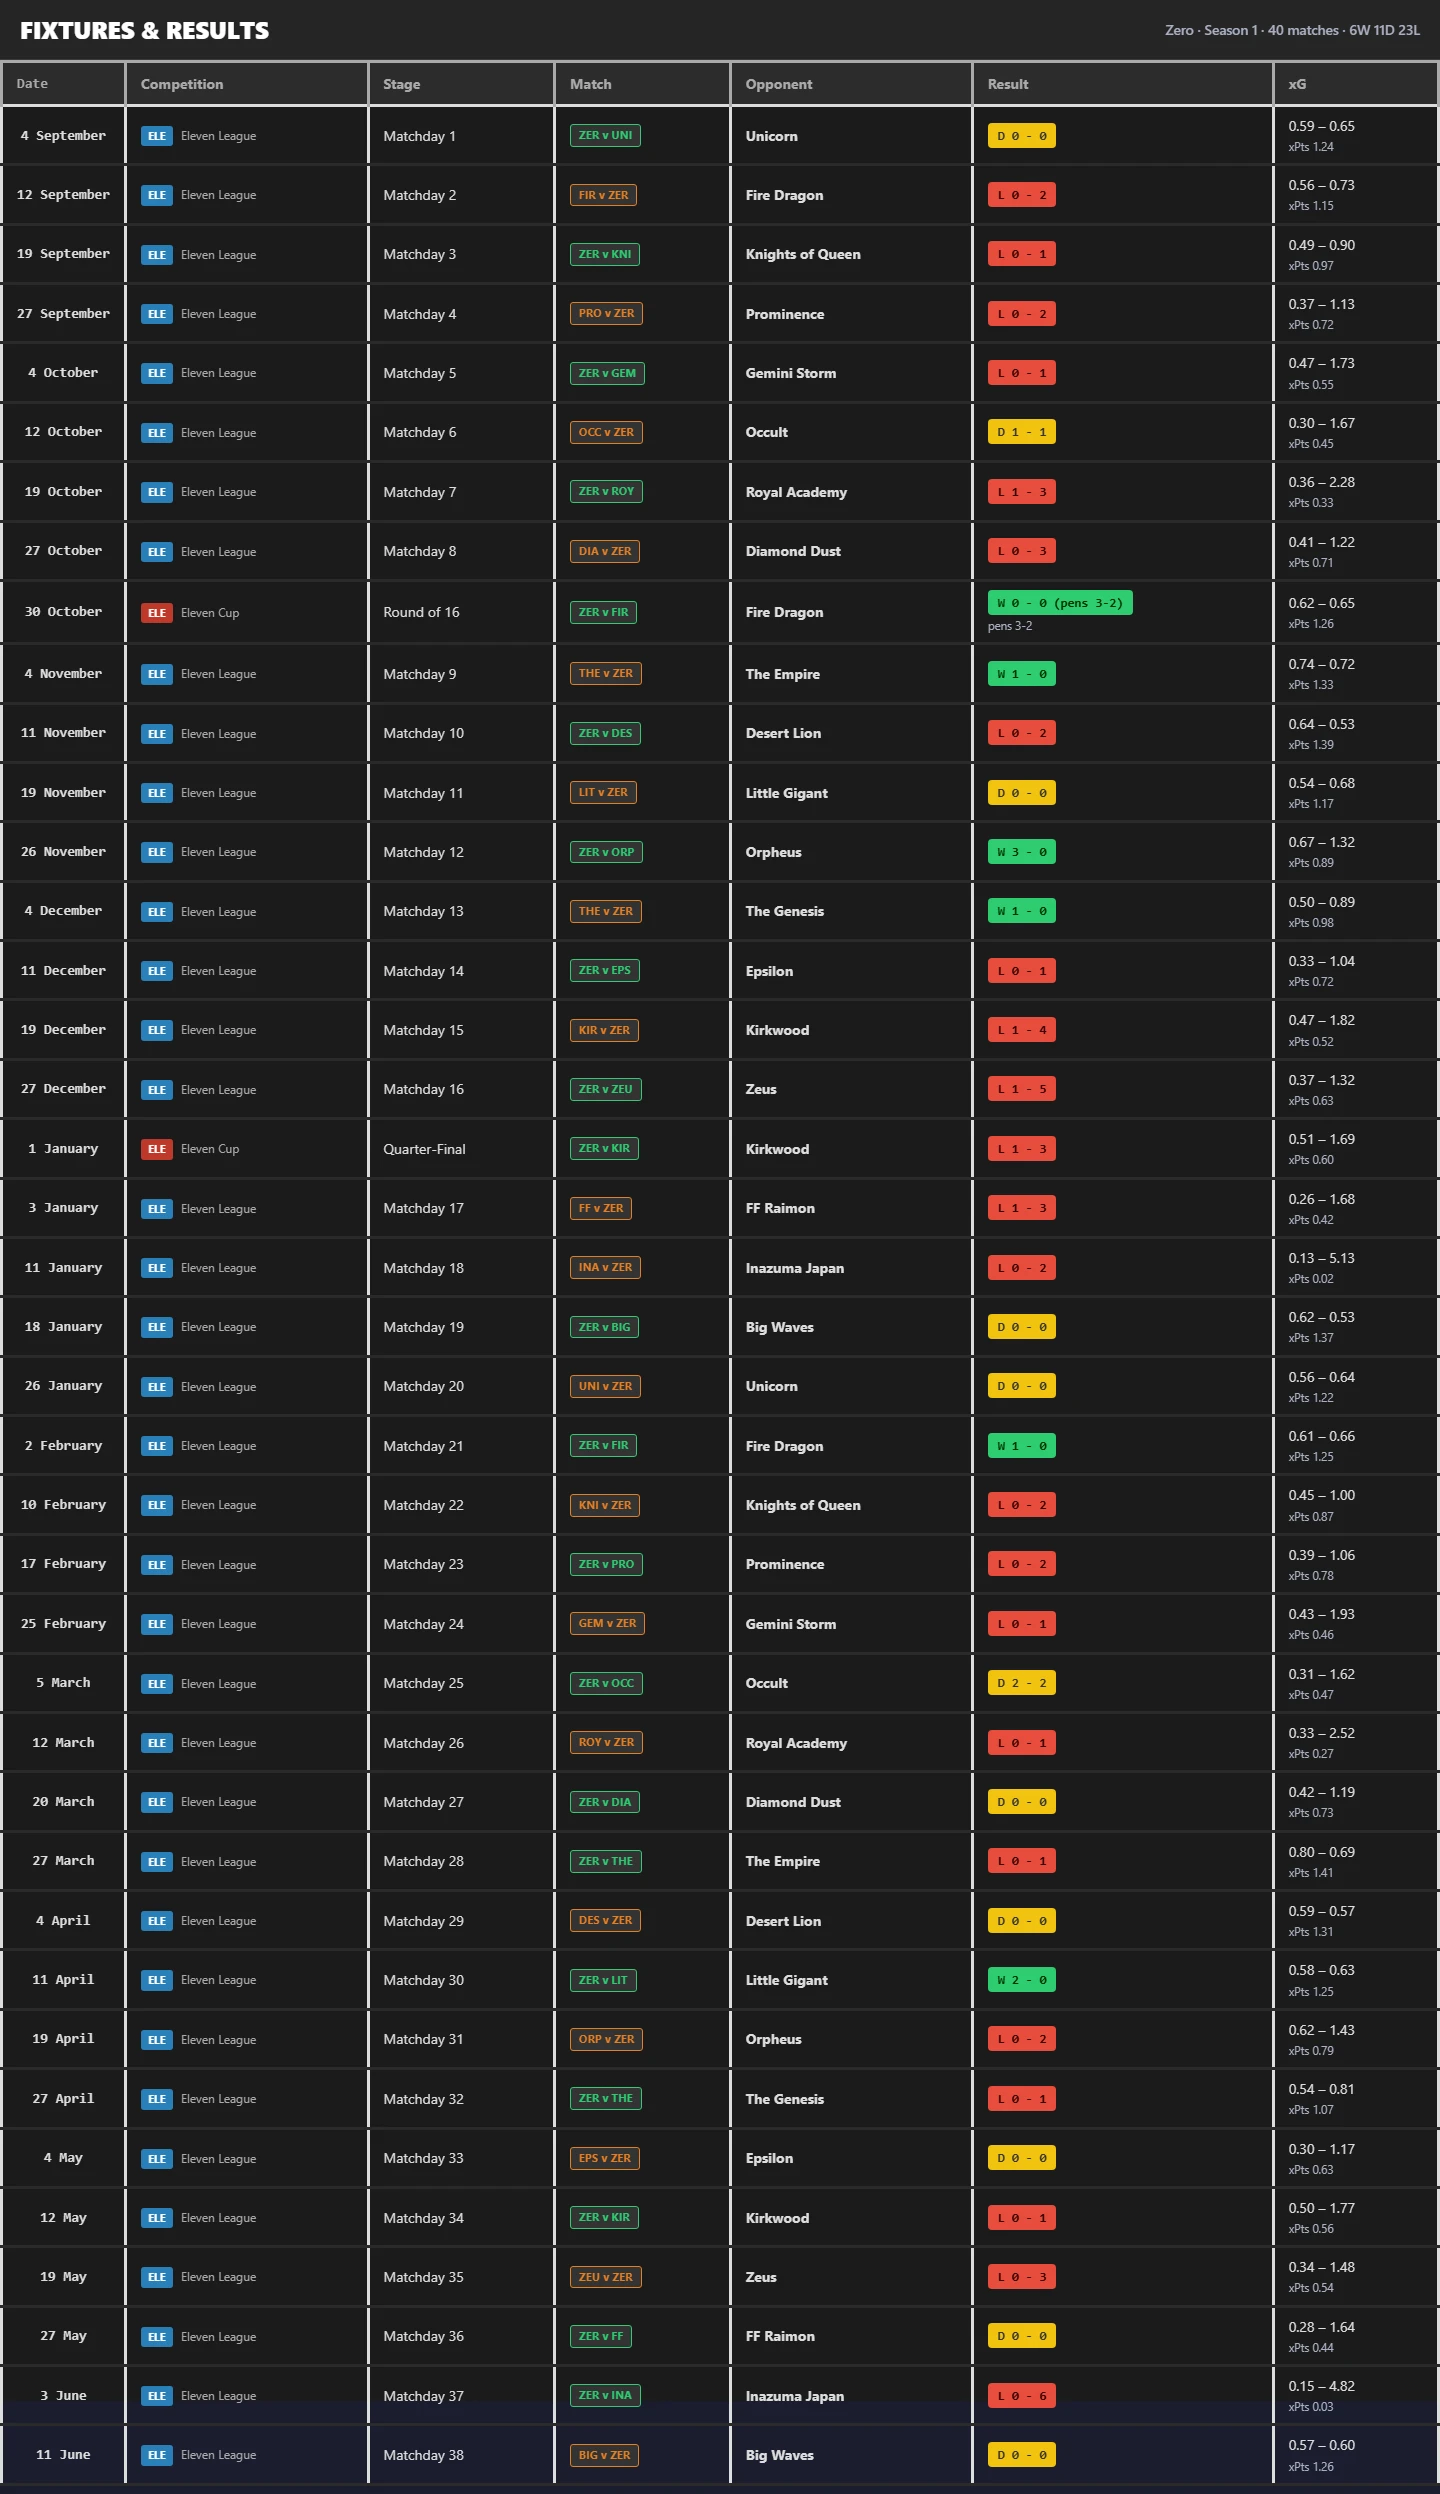 FIXTURES & RESULTS
Zero · Season 1 · 40 matches · 6W 11D 23L
Date Competition Stage Match Opponent Result xG
4 September ELE Eleven League Matchday 1 ZER v UNI Unicorn D 0 - 0 0.59 – 0.65
xPts 1.24
12 September ELE Eleven League Matchday 2 FIR v ZER Fire Dragon L 0 - 2 0.56 – 0.73
xPts 1.15
19 September ELE Eleven League Matchday 3 ZER v KNI Knights of Queen L 0 - 1 0.49 – 0.90
xPts 0.97
27 September ELE Eleven League Matchday 4 PRO v ZER Prominence L 0 - 2 0.37 – 1.13
xPts 0.72
4 October ELE Eleven League Matchday 5 ZER v GEM Gemini Storm L 0 - 1 0.47 – 1.73
xPts 0.55
12 October ELE Eleven League Matchday 6 OCC v ZER Occult D 1 - 1 0.30 – 1.67
xPts 0.45
19 October ELE Eleven League Matchday 7 ZER v ROY Royal Academy L 1 - 3 0.36 – 2.28
xPts 0.33
27 October ELE Eleven League Matchday 8 DIA v ZER Diamond Dust L 0 - 3 0.41 – 1.22
xPts 0.71
30 October ELE Eleven Cup Round of 16 ZER v FIR Fire Dragon W 0 - 0 (pens 3-2) 0.62 – 0.65
pens 3-2 xPts 1.26
4 November ELE Eleven League Matchday 9 THE v ZER The Empire W 1 - 0 0.74 – 0.72
xPts 1.33
11 November ELE Eleven League Matchday 10 ZER v DES Desert Lion L 0 - 2 0.64 – 0.53
xPts 1.39
19 November ELE Eleven League Matchday 11 LIT v ZER Little Gigant D 0 - 0 0.54 – 0.68
xPts 1.17
26 November ELE Eleven League Matchday 12 ZER v ORP Orpheus W 3 - 0 0.67 – 1.32
xPts 0.89
4 December ELE Eleven League Matchday 13 THE v ZER The Genesis W 1 - 0 0.50 – 0.89
xPts 0.98
11 December ELE Eleven League Matchday 14 ZER v EPS Epsilon L 0 - 1 0.33 – 1.04
xPts 0.72
19 December ELE Eleven League Matchday 15 KIR v ZER Kirkwood L 1 - 4 0.47 – 1.82
xPts 0.52
27 December ELE Eleven League Matchday 16 ZER v ZEU Zeus L 1 - 5 0.37 – 1.32
xPts 0.63
1 January ELE Eleven Cup Quarter-Final ZER v KIR Kirkwood L 1 - 3 0.51 – 1.69
xPts 0.60
3 January ELE Eleven League Matchday 17 FF v ZER FF Raimon L 1 - 3 0.26 – 1.68
xPts 0.42
11 January ELE Eleven League Matchday 18 INA v ZER Inazuma Japan L 0 - 2 0.13 – 5.13
xPts 0.02
18 January ELE Eleven League Matchday 19 ZER v BIG Big Waves D 0 - 0 0.62 – 0.53
xPts 1.37
26 January ELE Eleven League Matchday 20 UNI v ZER Unicorn D 0 - 0 0.56 – 0.64
xPts 1.22
2 February ELE Eleven League Matchday 21 ZER v FIR Fire Dragon W 1 - 0 0.61 – 0.66
xPts 1.25
10 February ELE Eleven League Matchday 22 KNI v ZER Knights of Queen L 0 - 2 0.45 – 1.00
xPts 0.87
17 February ELE Eleven League Matchday 23 ZER v PRO Prominence L 0 - 2 0.39 – 1.06
xPts 0.78
25 February ELE Eleven League Matchday 24 GEM v ZER Gemini Storm L 0 - 1 0.43 – 1.93
xPts 0.46
5 March ELE Eleven League Matchday 25 ZER v OCC Occult D 2 - 2 0.31 – 1.62
xPts 0.47
12 March ELE Eleven League Matchday 26 ROY v ZER Royal Academy L 0 - 1 0.33 – 2.52
xPts 0.27
20 March ELE Eleven League Matchday 27 ZER v DIA Diamond Dust D 0 - 0 0.42 – 1.19
xPts 0.73
27 March ELE Eleven League Matchday 28 ZER v THE The Empire L 0 - 1 0.80 – 0.69
xPts 1.41
4 April ELE Eleven League Matchday 29 DES v ZER Desert Lion D 0 - 0 0.59 – 0.57
xPts 1.31
11 April ELE Eleven League Matchday 30 ZER v LIT Little Gigant W 2 - 0 0.58 – 0.63
xPts 1.25
19 April ELE Eleven League Matchday 31 ORP v ZER Orpheus L 0 - 2 0.62 – 1.43
xPts 0.79
27 April ELE Eleven League Matchday 32 ZER v THE The Genesis L 0 - 1 0.54 – 0.81
xPts 1.07
4 May ELE Eleven League Matchday 33 EPS v ZER Epsilon D 0 - 0 0.30 – 1.17
xPts 0.63
12 May ELE Eleven League Matchday 34 ZER v KIR Kirkwood L 0 - 1 0.50 – 1.77
xPts 0.56
19 May ELE Eleven League Matchday 35 ZEU v ZER Zeus L 0 - 3 0.34 – 1.48
xPts 0.54
27 May ELE Eleven League Matchday 36 ZER v FF FF Raimon D 0 - 0 0.28 – 1.64
xPts 0.44
3 June ELE Eleven League Matchday 37 ZER v INA Inazuma Japan L 0 - 6 0.15 – 4.82
xPts 0.03
11 June ELE Eleven League Matchday 38 BIG v ZER Big Waves D 0 - 0 0.57 – 0.60
xPts 1.26